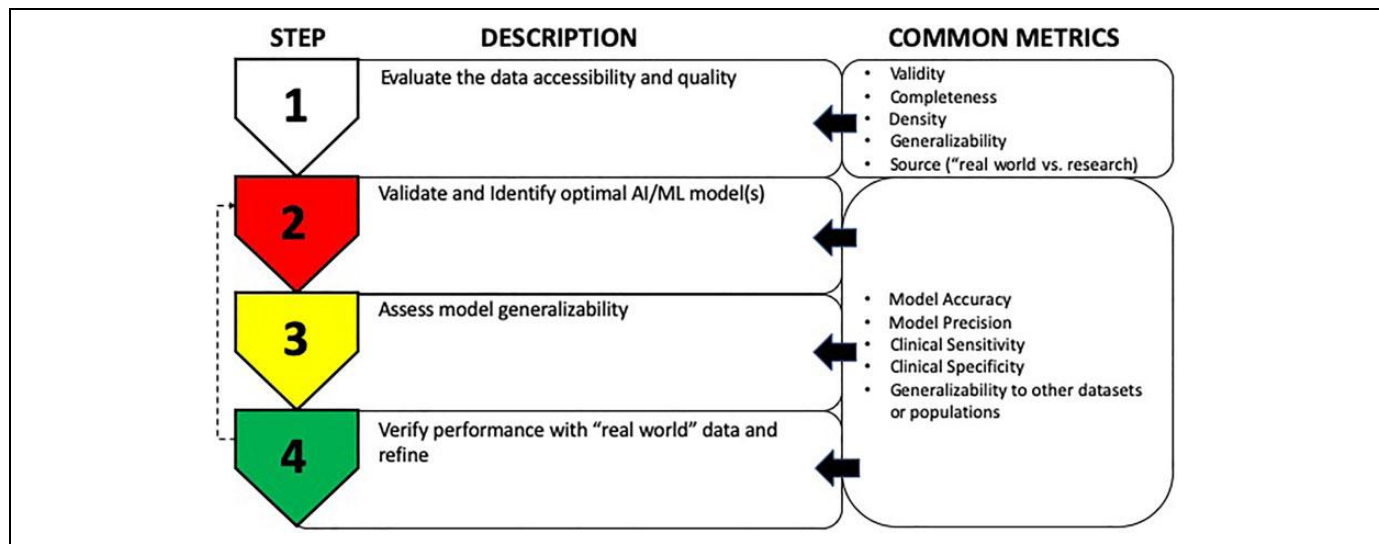 STEP
DESCRIPTION
COMMON METRICS
1
Evaluate the data accessibility and quality
• Validity
• Completeness
• Density
• Generalizability
• Source (“real world vs. research)
2
Validate and Identify optimal AI/ML model(s)
3
Assess model generalizability
4
Verify performance with “real world” data and
refine
• Model Accuracy
• Model Precision
• Clinical Sensitivity
• Clinical Specificity
• Generalizability to other datasets
or populations